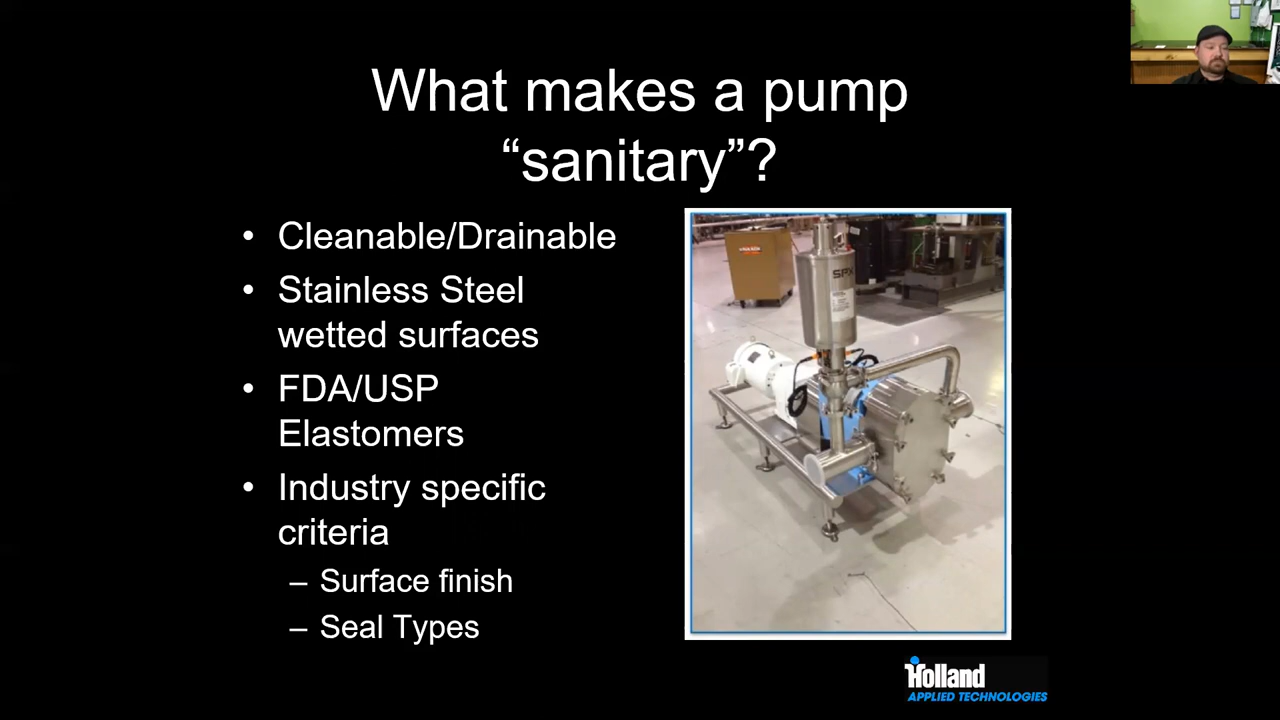 What makes a pump
“sanitary”?
• Cleanable/Drainable
• Stainless Steel
wetted surfaces
• FDA/USP
Elastomers
• Industry specific
criteria
– Surface finish
– Seal Types
SPX
Holland
APPLIED TECHNOLOGIES